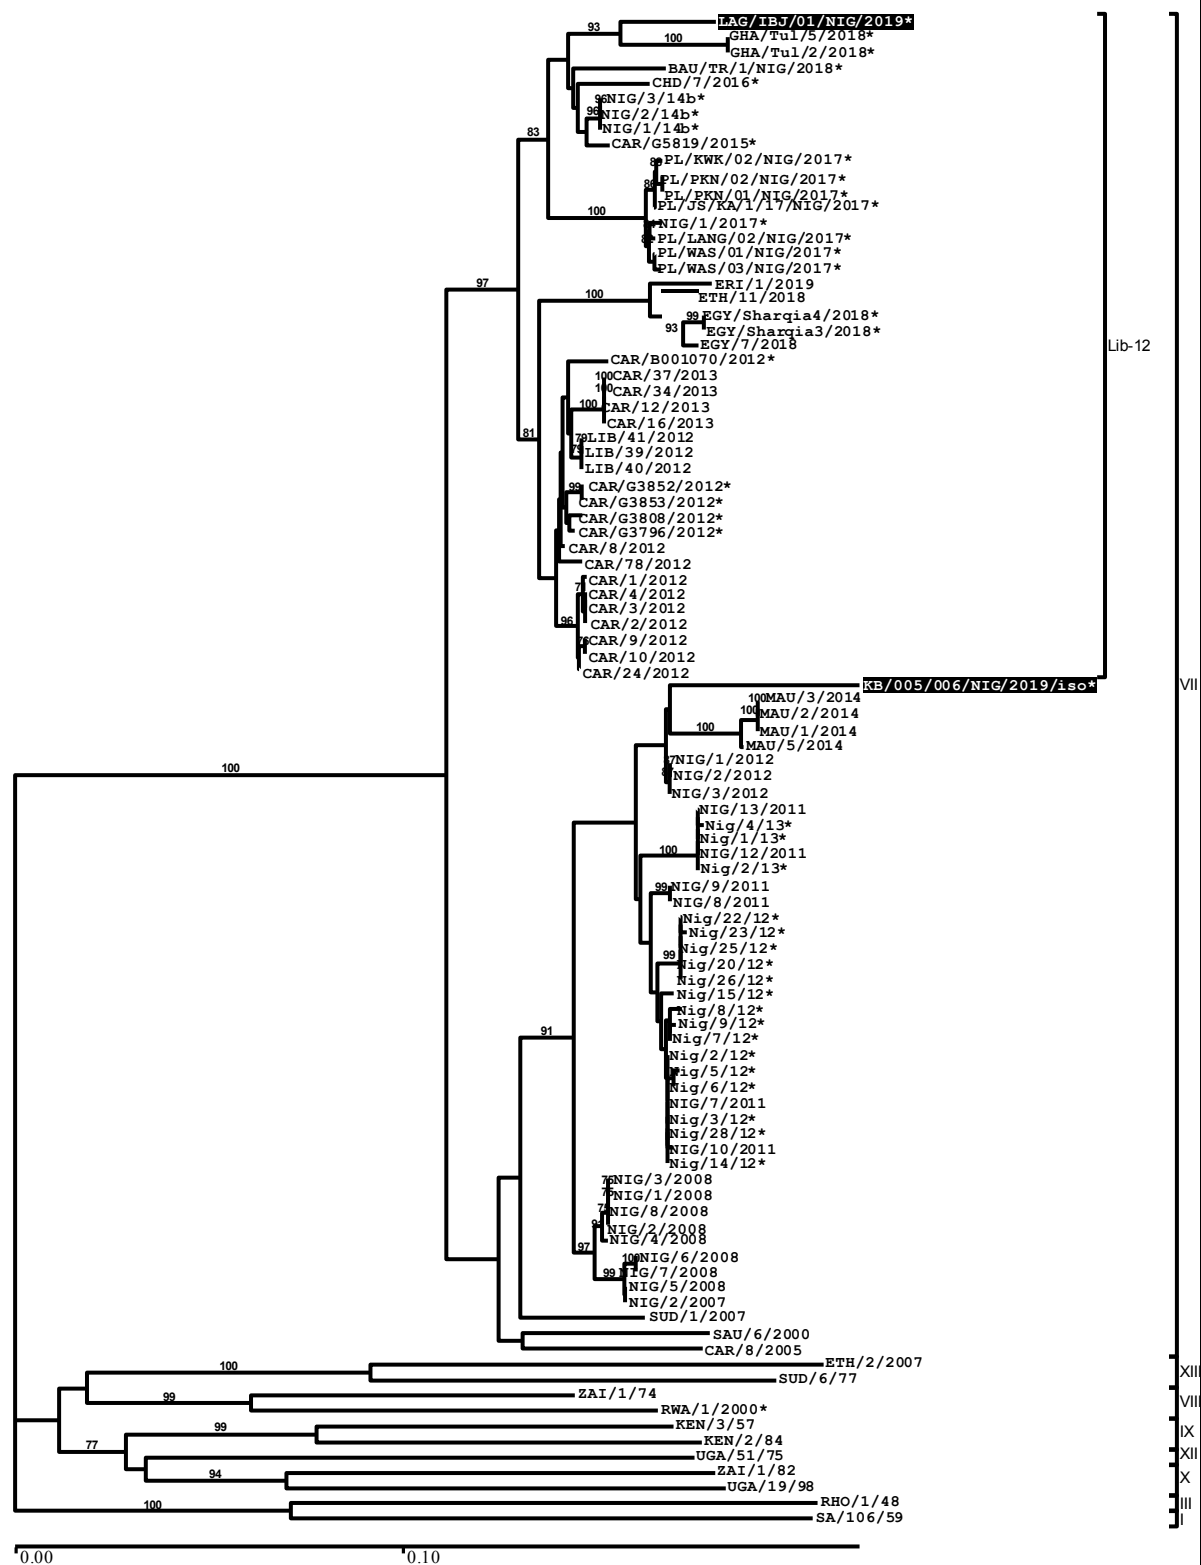 LAG/IBJ/01/NIG/2019*
93
GHA/Tul/5/2018*
100
GHA/Tul/2/2018*
BAU/TR/1/NIG/2018*
CHD/7/2016*
96 NIG/3/14b*
96 NIG/2/14b*
NIG/1/14b*
83
CAR/G5819/2015*
PL/KWK/02/NIG/2017*
PL/PKN/02/NIG/2017*
PL/PKN/01/NIG/2017*
PL/JS/KA/1/17/NIG/2017*
100
NIG/1/2017*
PL/LANG/02/NIG/2017*
PL/WAS/01/NIG/2017*
PL/WAS/03/NIG/2017*
97
ERI/1/2019
100
ETH/11/2018
99 EGY/Sharqia4/2018*
93 EGY/Sharqia3/2018*
EGY/7/2018
Lib-12
CAR/B001070/2012*
100 CAR/37/2013
100 CAR/34/2013
100 CAR/12/2013
CAR/16/2013
81
79 LIB/41/2012
79 LIB/39/2012
LIB/40/2012
99 CAR/G3852/2012*
CAR/G3853/2012*
CAR/G3808/2012*
CAR/G3796/2012*
CAR/8/2012
CAR/78/2012
CAR/1/2012
CAR/4/2012
CAR/3/2012
96 CAR/2/2012
CAR/9/2012
CAR/10/2012
CAR/24/2012
KB/005/006/NIG/2019/iso*
VII
100 MAU/3/2014
100 MAU/2/2014
100 MAU/1/2014
MAU/5/2014
NIG/1/2012
100
NIG/2/2012
NIG/3/2012
NIG/13/2011
Nig/4/13*
Nig/1/13*
100 NIG/12/2011
Nig/2/13*
99 NIG/9/2011
NIG/8/2011
Nig/22/12*
Nig/23/12*
Nig/25/12*
99 Nig/20/12*
Nig/26/12*
Nig/15/12*
Nig/8/12*
Nig/9/12*
91
Nig/7/12*
Nig/2/12*
Nig/5/12*
Nig/6/12*
NIG/7/2011
Nig/3/12*
Nig/28/12*
NIG/10/2011
Nig/14/12*
NIG/3/2008
NIG/1/2008
NIG/8/2008
NIG/2/2008
NIG/4/2008
97
100 NIG/6/2008
99 NIG/7/2008
NIG/5/2008
NIG/2/2007
SUD/1/2007
SAU/6/2000
CAR/8/2005
100 ETH/2/2007
XIII
SUD/6/77
99 ZAI/1/74
VIII
RWA/1/2000*
99 KEN/3/57
IX
77 KEN/2/84
UGA/51/75
XII
94 ZAI/1/82
X
UGA/19/98
100 RHO/1/48
III
SA/106/59
I
0.00 0.10